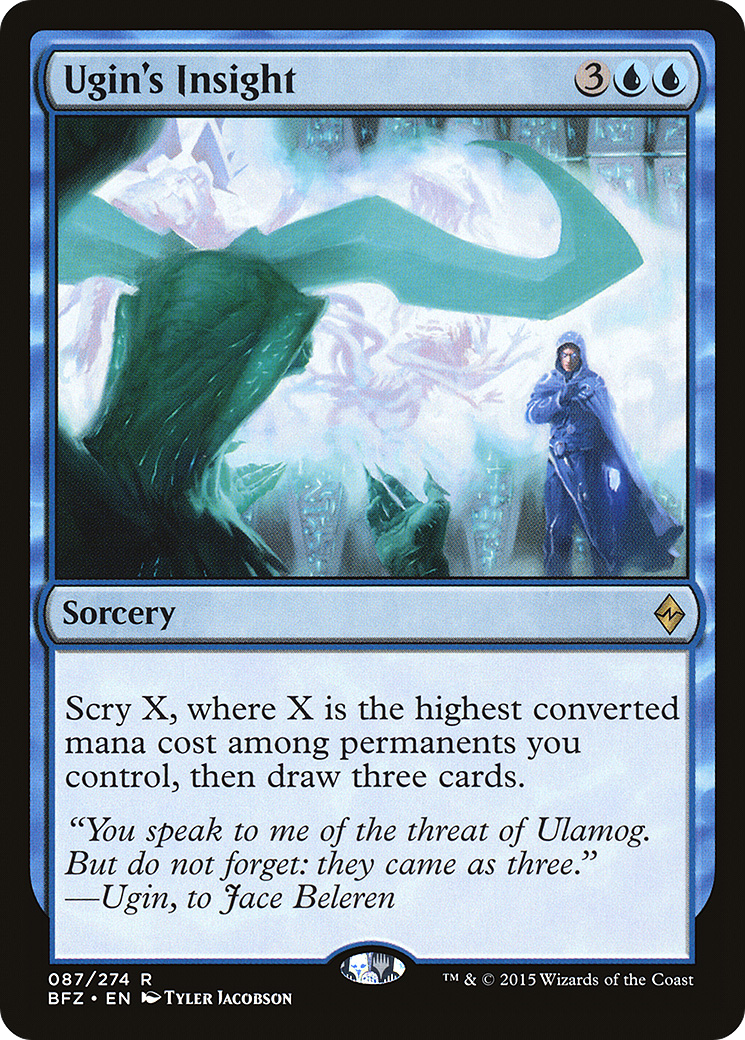 Ugin's Insight 3
Sorcery
Scry X, where X is the highest converted
mana cost among permanents you
control, then draw three cards.
“You speak to me of the threat of Ulamog.
But do not forget: they came as three.”
—Ugin, to Jace Beleren
087/274 R
BFZ • EN TYLER JACOBSON
™ & © 2015 Wizards of the Coast